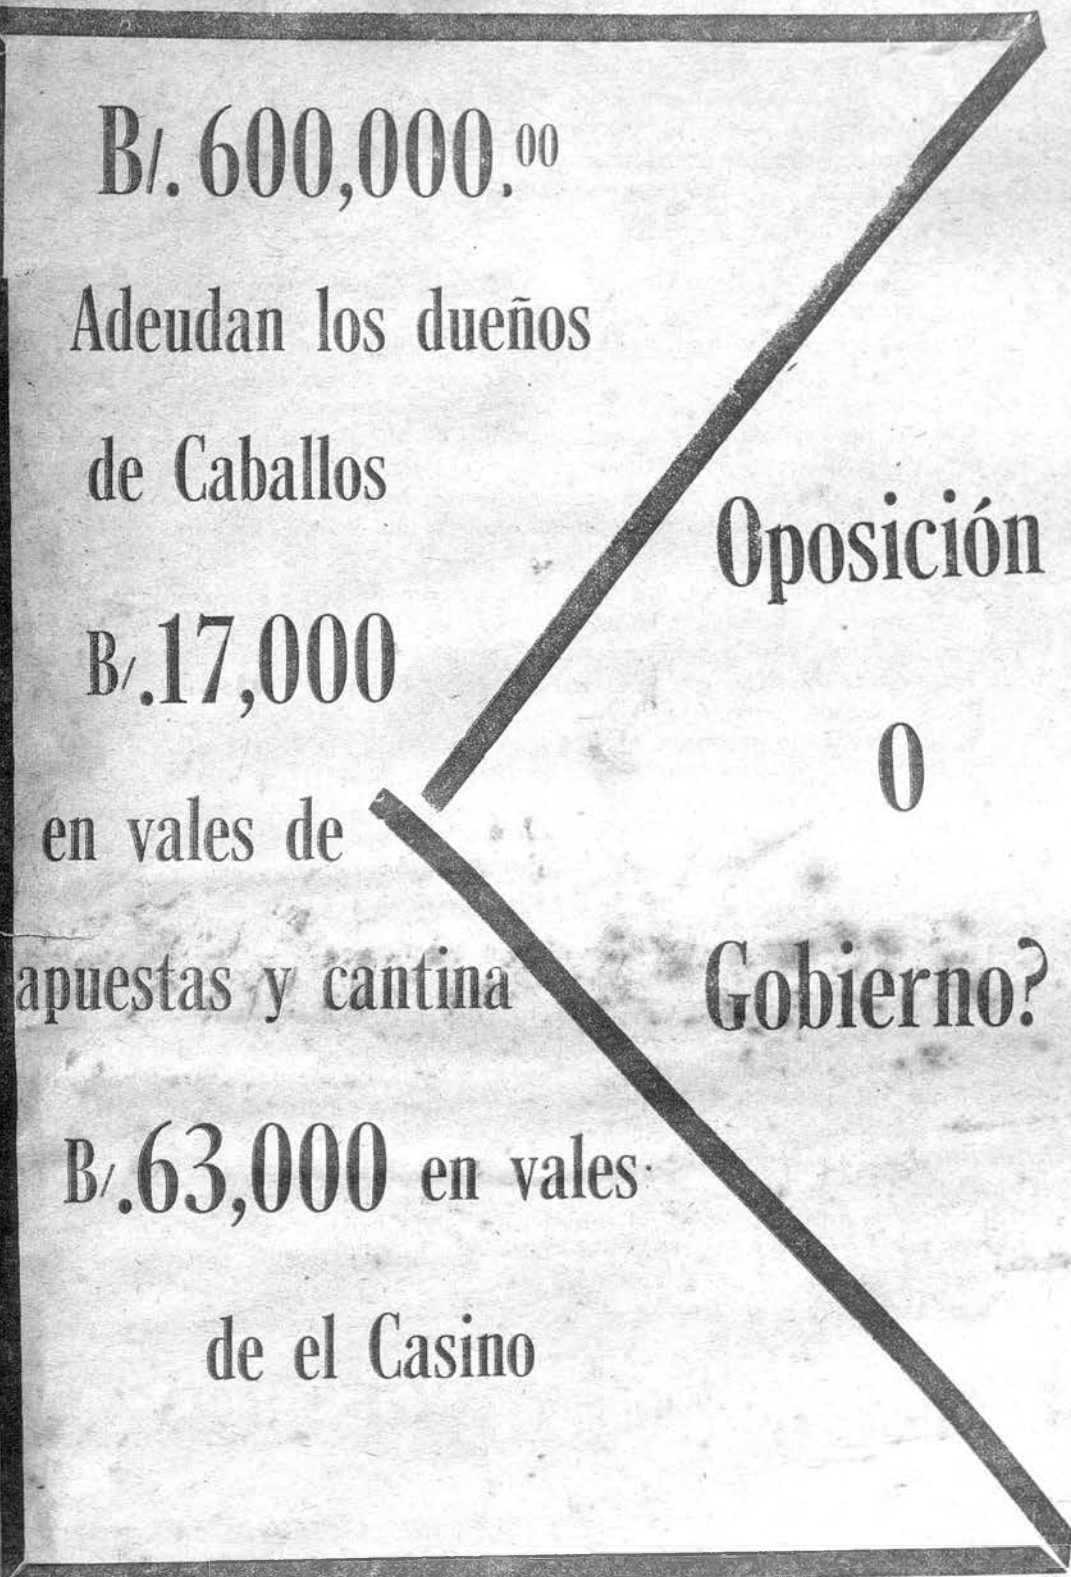 B/. 600,000.00
Adeudan los dueños
de Caballos
B/.17,000
en vales de
apuestas y cantina
B/.63,000 en vales
de el Casino
Oposición
O
Gobierno?